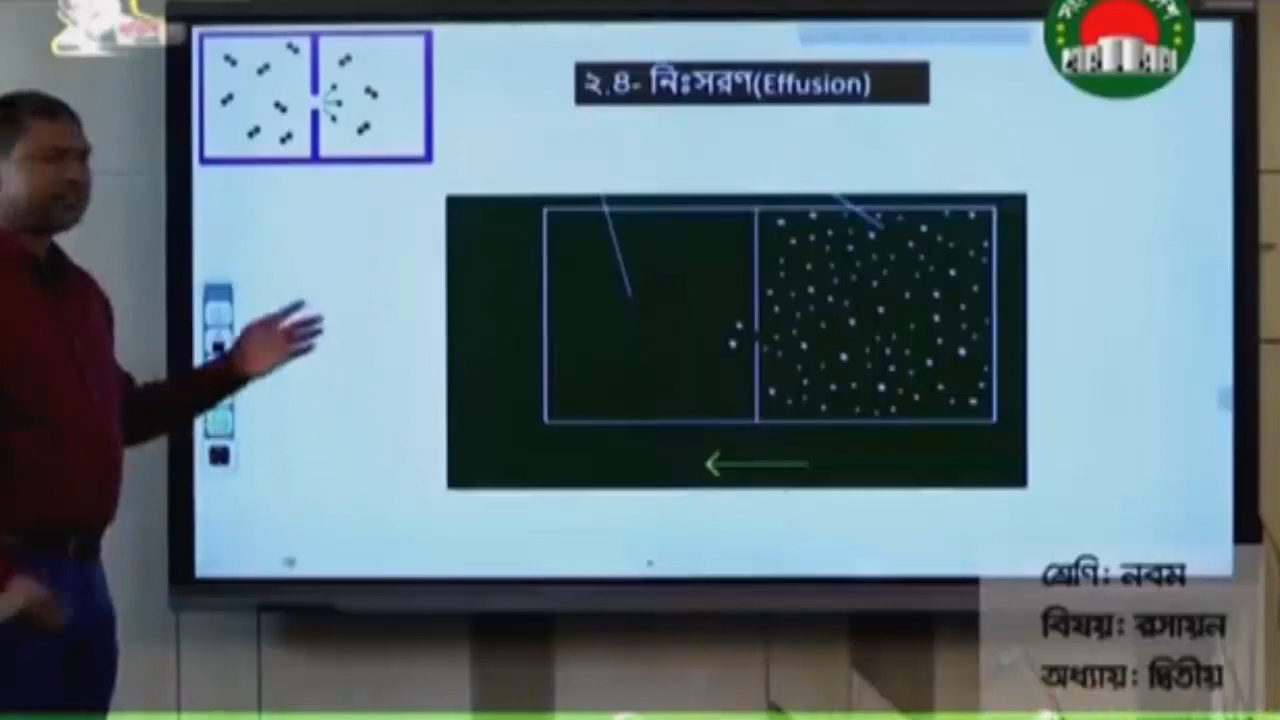 ২.৪- নিঃসরণ(Effusion)
শ্রেণি: নবম
বিষয়: রসায়ন
অধ্যায়: দ্বিতীয়